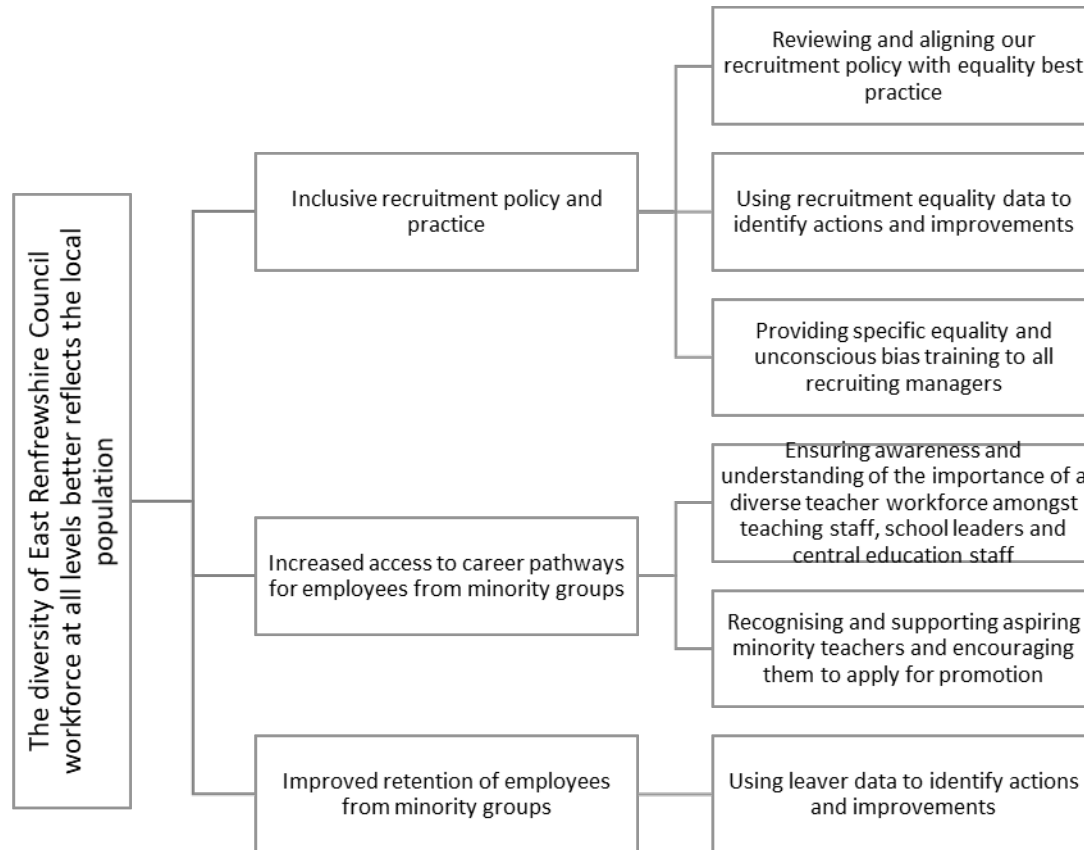 The diversity of East Renfrewshire Council
workforce at all levels better reflects the local
population
Inclusive recruitment policy and
practice
Reviewing and aligning our
recruitment policy with equality best
practice
Using recruitment equality data to
identify actions and improvements
Providing specific equality and
unconscious bias training to all
recruiting managers
Increased access to career pathways
for employees from minority groups
Ensuring awareness and
understanding of the importance of a
diverse teacher workforce amongst
teaching staff, school leaders and
central education staff
Recognising and supporting aspiring
minority teachers and encouraging
them to apply for promotion
Improved retention of employees
from minority groups
Using leaver data to identify actions
and improvements